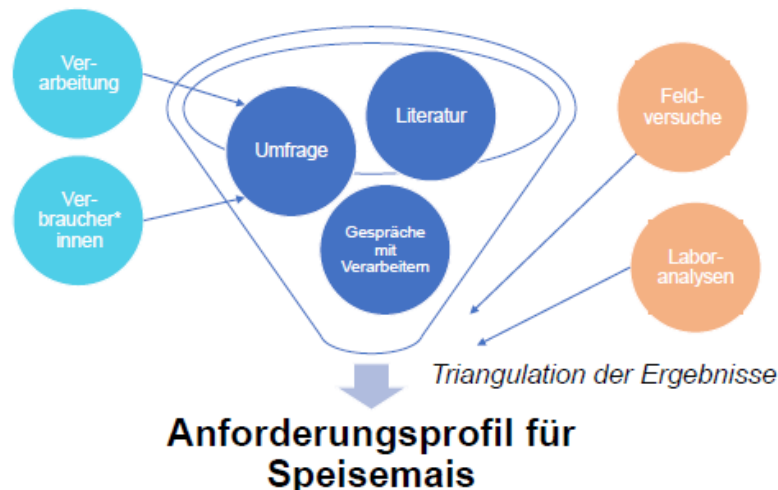 Ver-
arbeitung
Ver-
braucher*
innen
Umfrage
Literatur
Gespräche
mit
Verarbeitern
Feld-
versuche
Labor-
analysen
Triangulation der Ergebnisse
Anforderungsprofil für
Speisemais